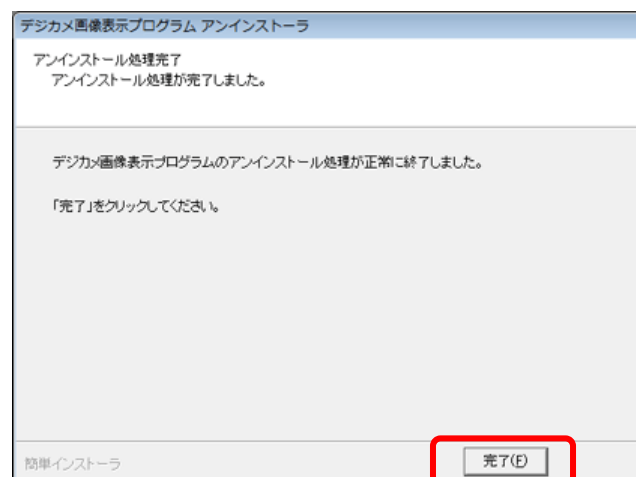 デジカメ画像表示プログラム アンインストーラ
アンインストール処理完了
アンインストール処理が完了しました。
デジカメ画像表示プログラムのアンインストール処理が正常に終了しました。
「完了」をクリックしてください。
簡単インストーラ
完了(F)